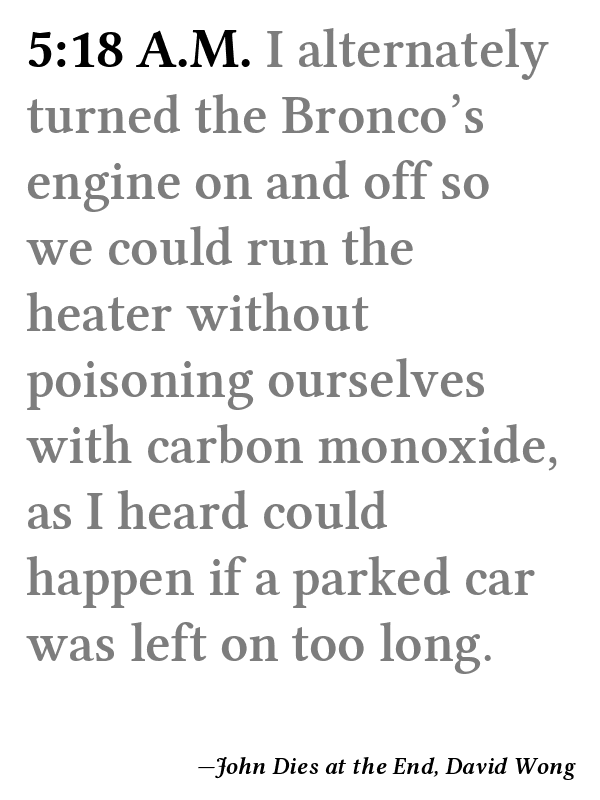 5:18 A.M. I alternately
turned the Bronco’s
engine on and off so
we could run the
heater without
poisoning ourselves
with carbon monoxide,
as I heard could
happen if a parked car
was left on too long.
—John Dies at the End, David Wong